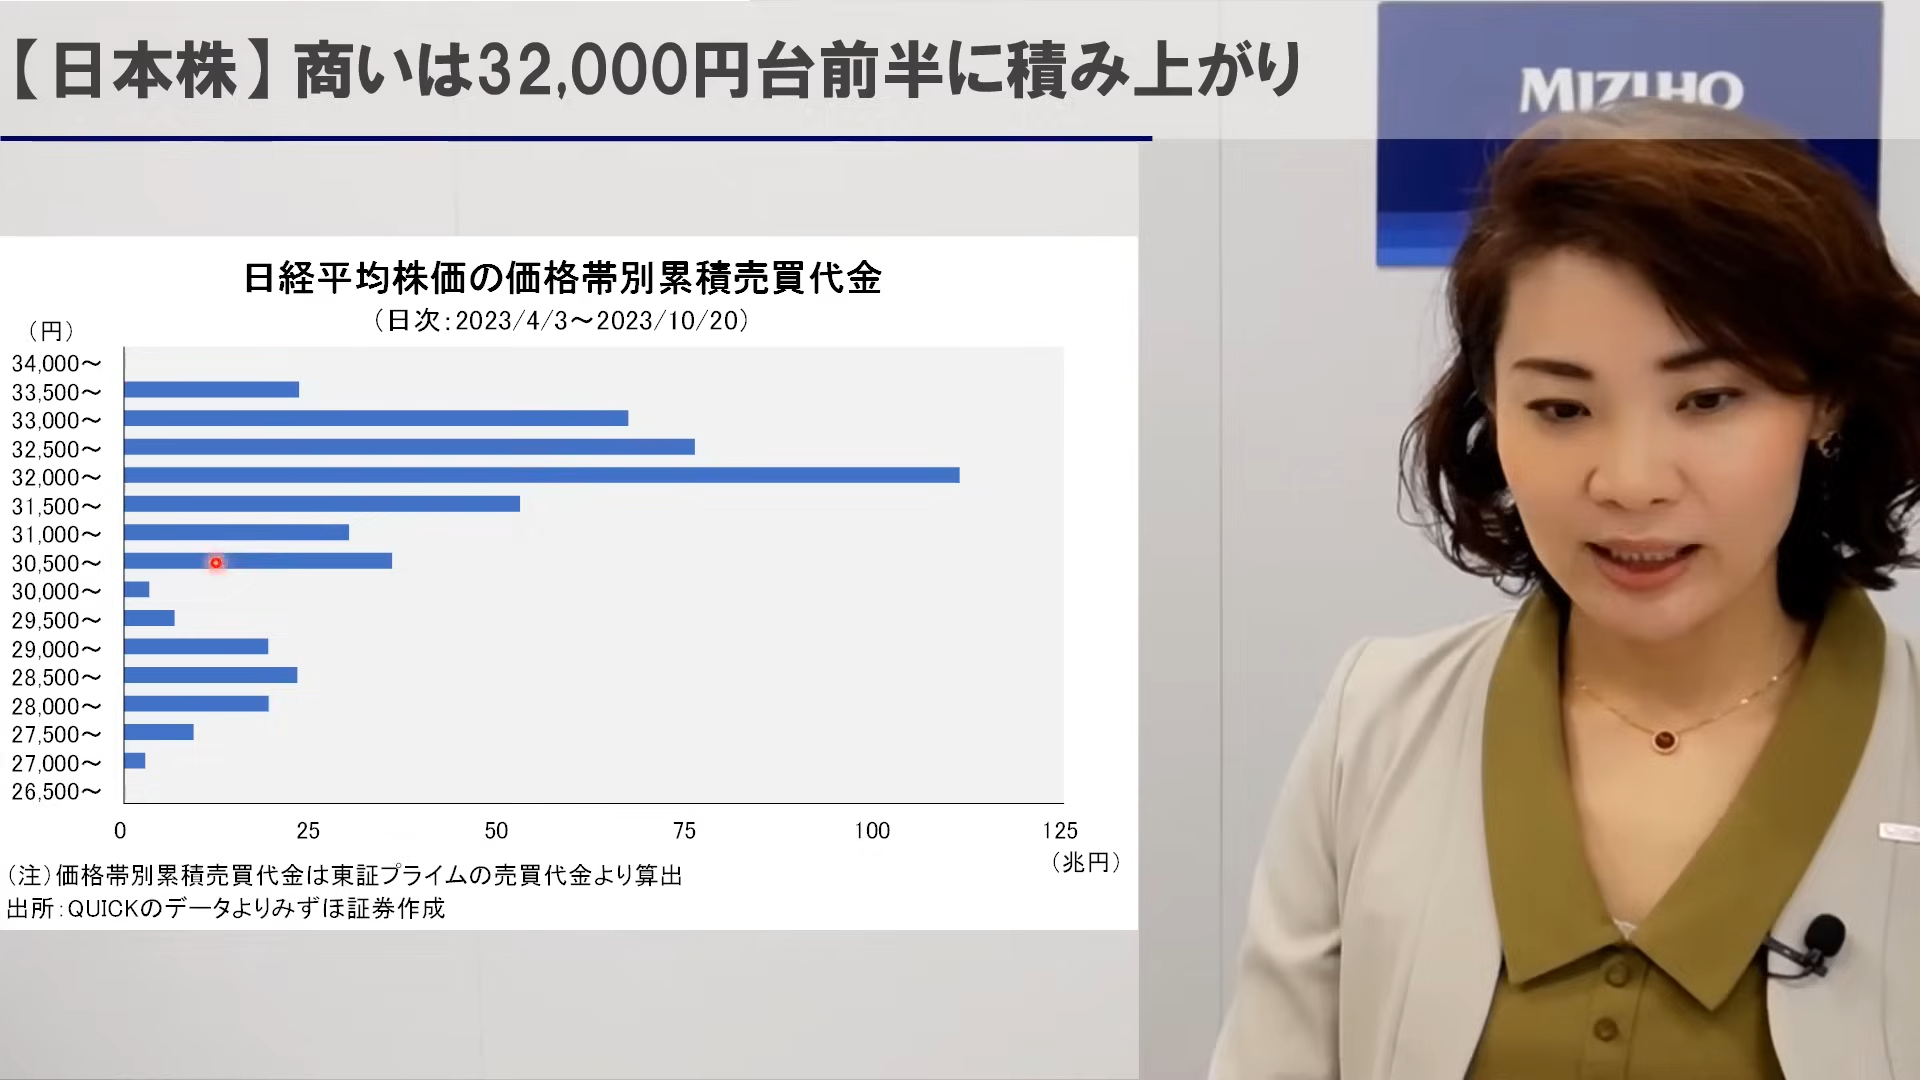 【日本株】商いは32,000円台前半に積み上がり
MIZUHO
日経平均株価の価格帯別累積売買代金
（日次：2023/4/3～2023/10/20）
（円）
34,000～
33,500～
33,000～
32,500～
32,000～
31,500～
31,000～
30,500～
30,000～
29,500～
29,000～
28,500～
28,000～
27,500～
27,000～
26,500～
0 25 50 75 100 125
（兆円）
（注）価格帯別累積売買代金は東証プライムの売買代金より算出
出所：QUICKのデータよりみずほ証券作成